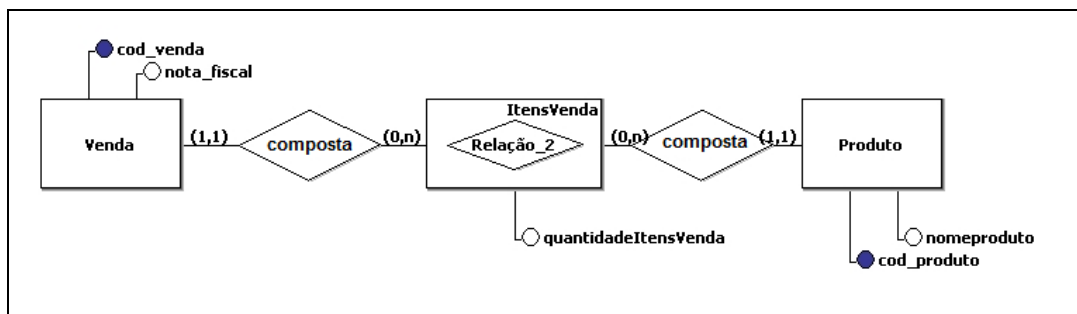 cod_venda
nota_fiscal
Venda
(1,1)
composta
(0,n)
ItensVenda
Relação_2
quantidadeItensVenda
(0,n)
composta
(1,1)
Produto
nomeproduto
cod_produto